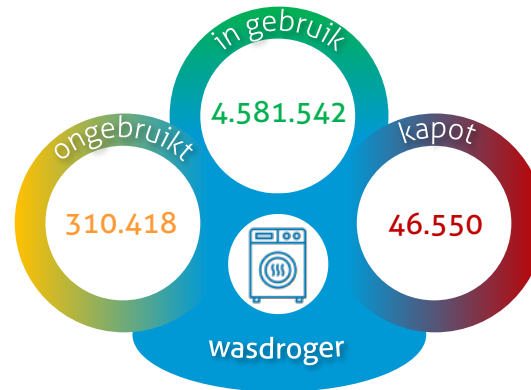 in gebruik
4.581.542
ongebruikt
310.418
kapot
46.550
wasdroger